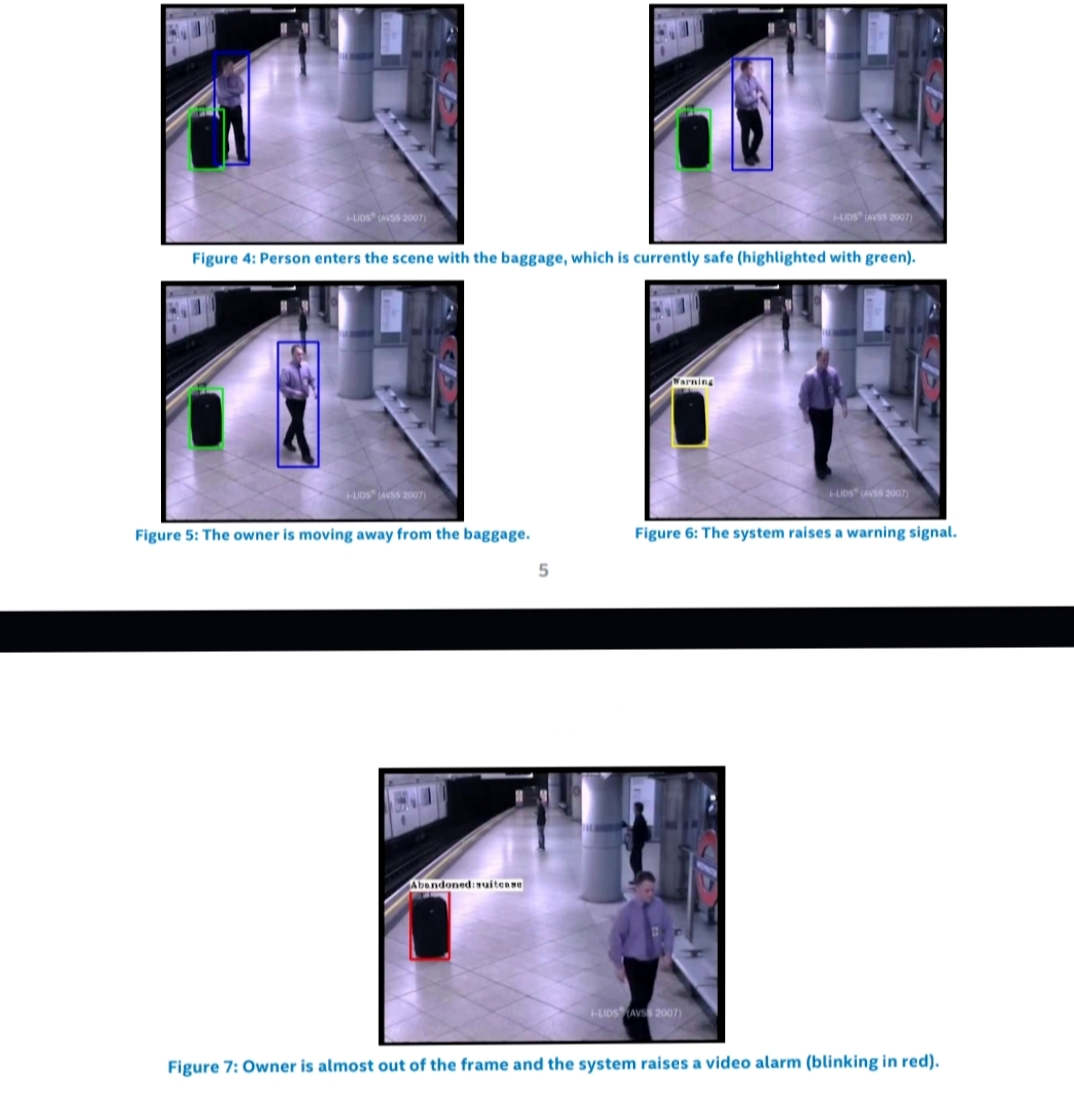 i-LIDS® (AVSS 2007)
i-LIDS® (AVSS 2007)
Figure 4: Person enters the scene with the baggage, which is currently safe (highlighted with green).
Warning
i-LIDS® (AVSS 2007)
i-LIDS® (AVSS 2007)
Figure 5: The owner is moving away from the baggage.
Figure 6: The system raises a warning signal.
5
Abandoned:suitcase
i-LIDS® (AVSS 2007)
Figure 7: Owner is almost out of the frame and the system raises a video alarm (blinking in red).